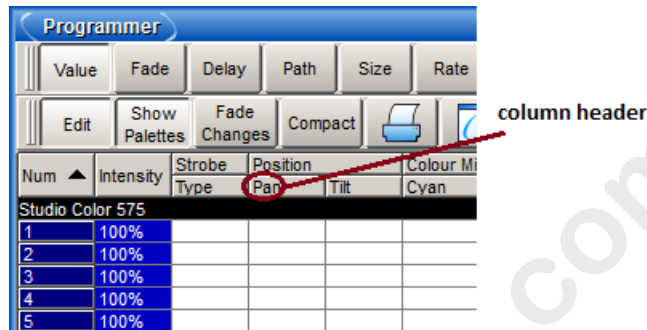 Programmer
Value Fade Delay Path Size Rate
Edit Show Palettes Fade Changes Compact
column header
Num Intensity Strobe Position Colour Mi
Type Pan Tilt Cyan
Studio Color 575
1 100%
2 100%
3 100%
4 100%
5 100%
com